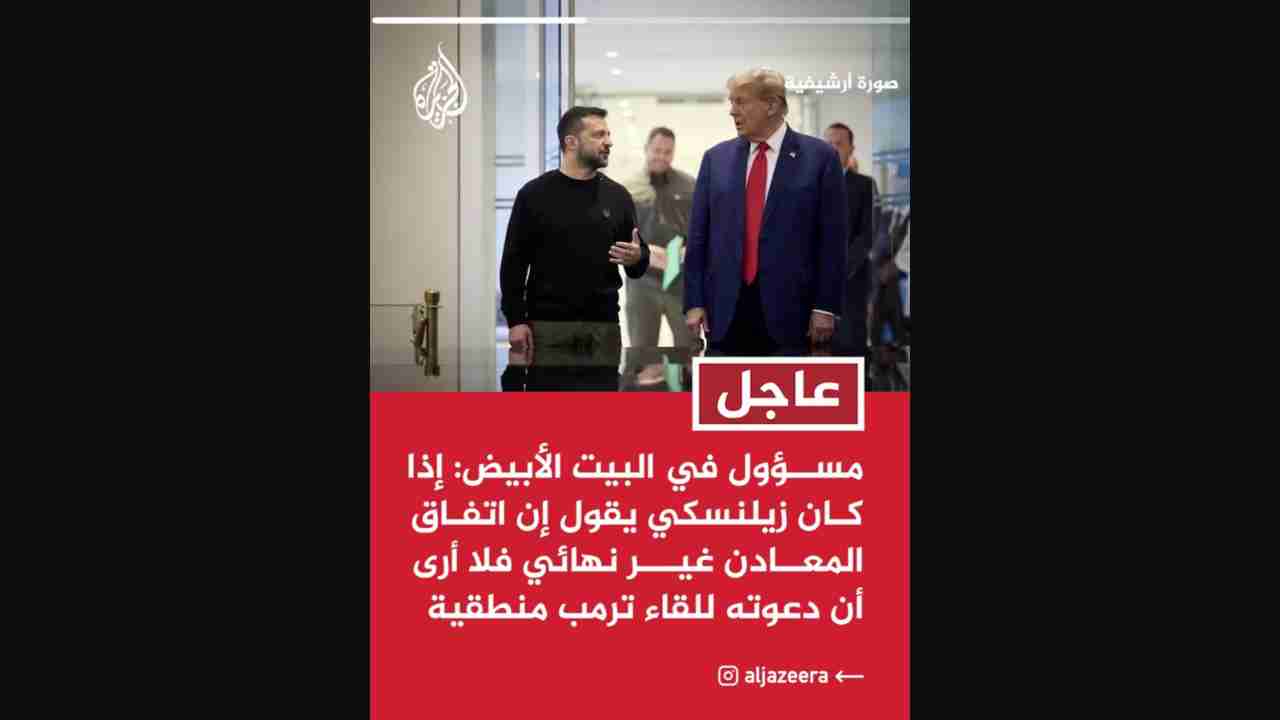 صورة أرشيفية
الجزيرة
عاجل
مسؤول في البيت الأبيض: إذا
كان زيلنسكي يقول إن اتفاق
المعادن غير نهائي فلا أرى
أن دعوته للقاء ترمب منطقية
aljazeera